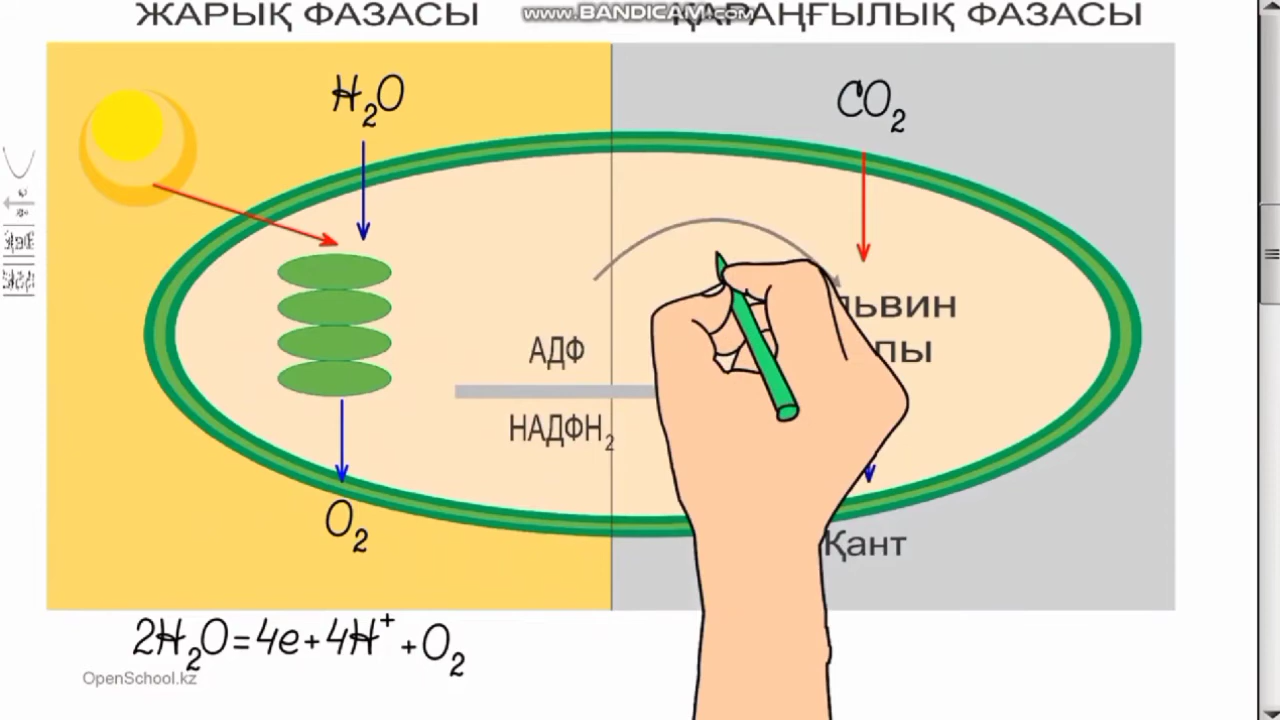 ЖАРЫҚ ФАЗАСЫ
www.BANDICAM.com
ҚАРАҢҒЫЛЫҚ ФАЗАСЫ
H₂O
CO₂
АДФ
НАДФН₂
O₂
Қант
2H₂O=4e+4H⁺+O₂
OpenSchool.kz